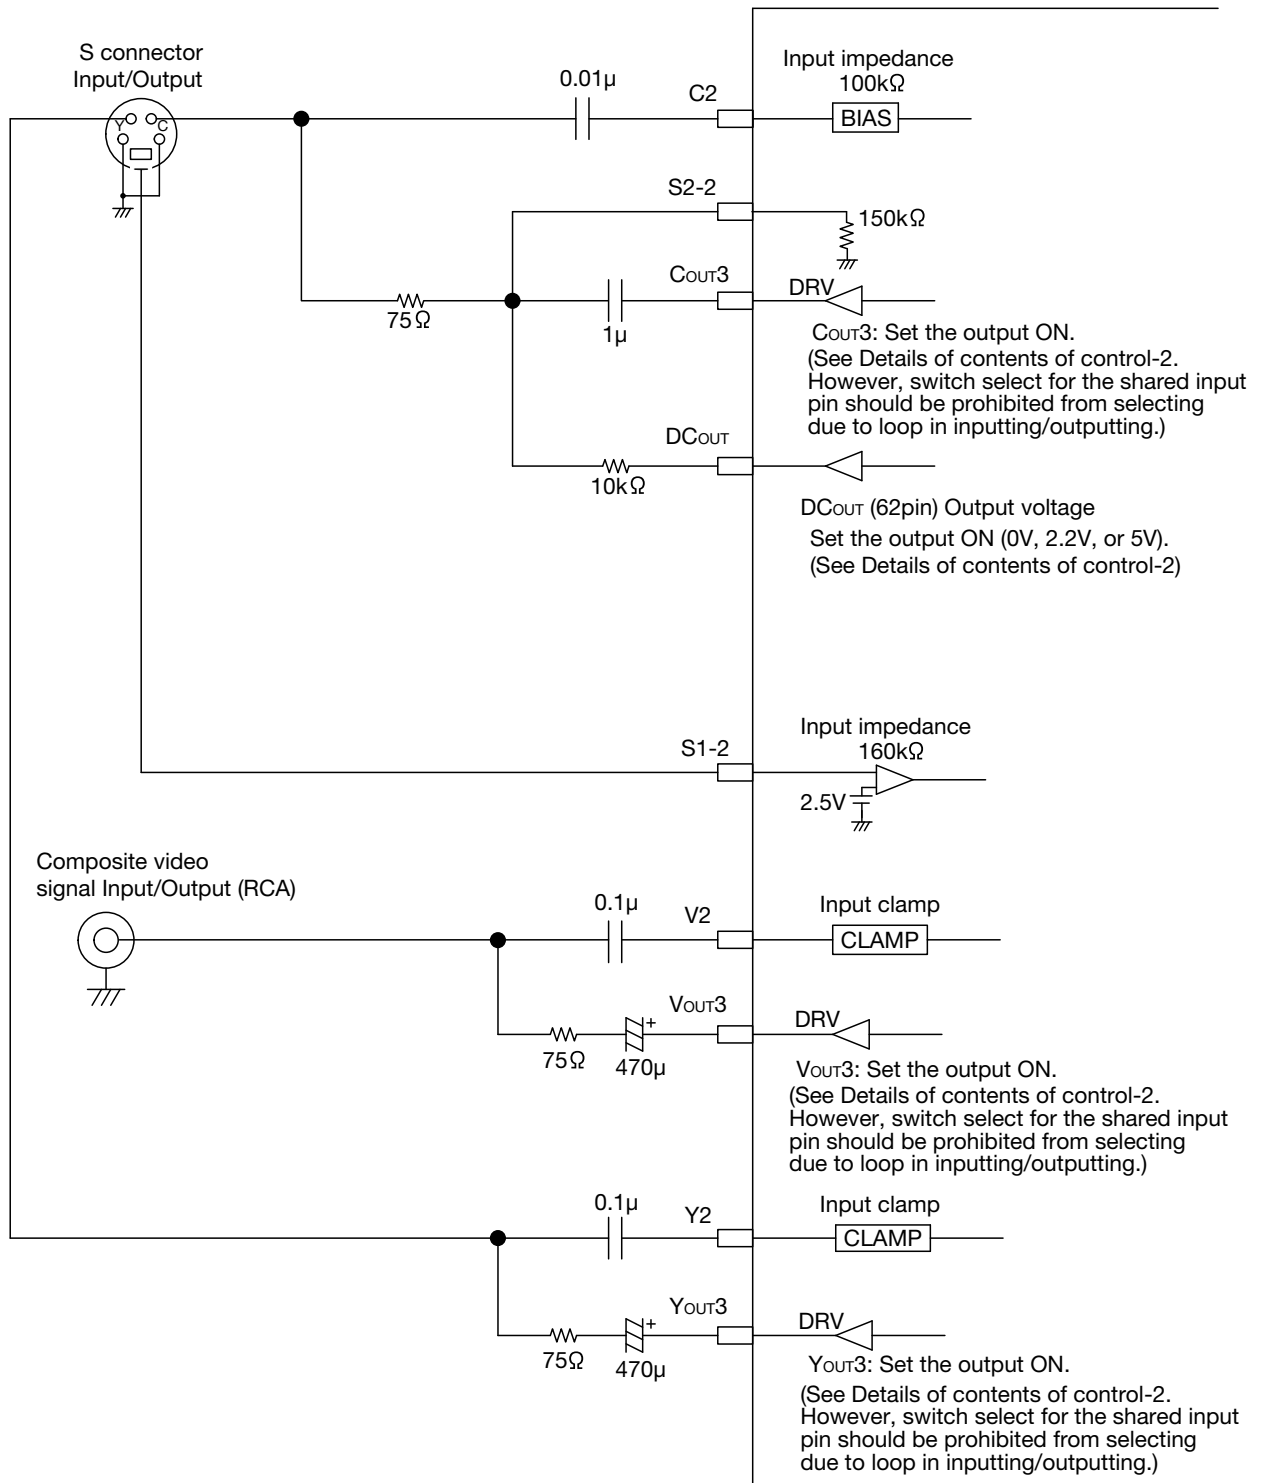 S connector
Input/Output
Y
C
0.01μ
C2
Input impedance
100kΩ
BIAS
S2-2
150kΩ
75Ω
1μ
COUT3
DRV
COUT3: Set the output ON.
(See Details of contents of control-2.
However, switch select for the shared input
pin should be prohibited from selecting
due to loop in inputting/outputting.)
10kΩ
DCOUT
DCOUT (62pin) Output voltage
Set the output ON (0V, 2.2V, or 5V).
(See Details of contents of control-2)
S1-2
Input impedance
160kΩ
2.5V
Composite video
signal Input/Output (RCA)
0.1μ
V2
Input clamp
CLAMP
75Ω
+
470μ
VOUT3
DRV
VOUT3: Set the output ON.
(See Details of contents of control-2.
However, switch select for the shared input
pin should be prohibited from selecting
due to loop in inputting/outputting.)
0.1μ
Y2
Input clamp
CLAMP
75Ω
+
470μ
YOUT3
DRV
YOUT3: Set the output ON.
(See Details of contents of control-2.
However, switch select for the shared input
pin should be prohibited from selecting
due to loop in inputting/outputting.)